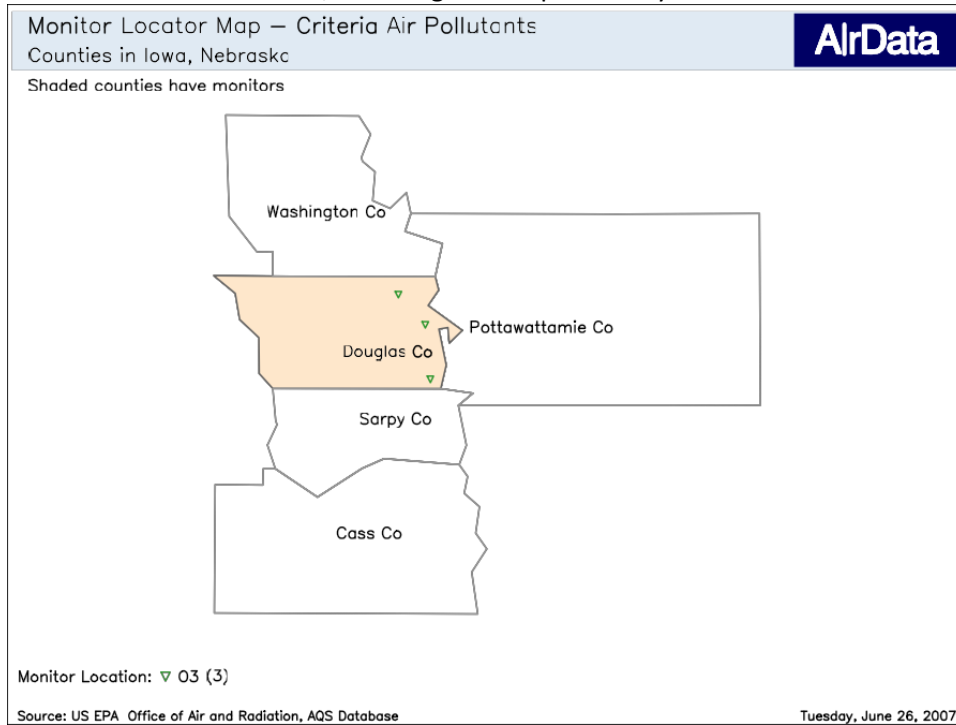 Monitor Locator Map – Criteria Air Pollutants
Counties in Iowa, Nebraska
AIrData
Shaded counties have monitors
Washington Co
Pottawattamie Co
Douglas Co
Sarpy Co
Cass Co
Monitor Location: ▿ O3 (3)
Source: US EPA Office of Air and Radiation, AQS Database
Tuesday, June 26, 2007